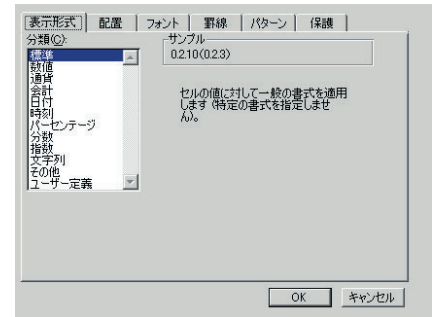 表示形式 配置 フォント 罫線 パターン 保護
分類(C):
サンプル
標準
0.2.10(0.2.3)
数値
通貨
会計
日付
時刻
パーセンテージ
分数
指数
文字列
その他
ユーザー定義
セルの値に対して一般の書式を適用
します (特定の書式を指定しませ
ん)。
OK キャンセル